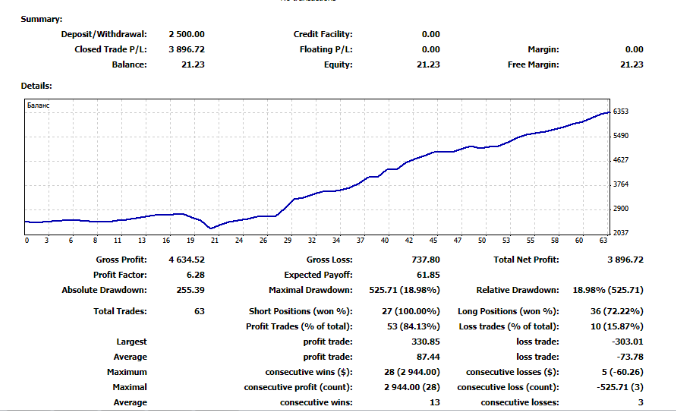 Summary:
Deposit/Withdrawal: 2 500.00 Credit Facility: 0.00
Closed Trade P/L: 3 896.72 Floating P/L: 0.00 Margin: 0.00
Balance: 21.23 Equity: 21.23 Free Margin: 21.23
Details:
Баланс
6353
5490
4627
3764
2900
2037
0 3 6 8 11 13 16 19 21 24 26 29 32 34 37 40 42 45 47 50 53 55 58 60 63
Gross Profit: 4 634.52 Gross Loss: 737.80 Total Net Profit: 3 896.72
Profit Factor: 6.28 Expected Payoff: 61.85
Absolute Drawdown: 255.39 Maximal Drawdown: 525.71 (18.98%) Relative Drawdown: 18.98% (525.71)
Total Trades: 63 Short Positions (won %): 27 (100.00%) Long Positions (won %): 36 (72.22%)
Profit Trades (% of total): 53 (84.13%) Loss trades (% of total): 10 (15.87%)
Largest profit trade: 330.85 loss trade: -303.01
Average profit trade: 87.44 loss trade: -73.78
Maximum consecutive wins ($): 28 (2 944.00) consecutive losses ($): 5 (-60.26)
Maximal consecutive profit (count): 2 944.00 (28) consecutive loss (count): -525.71 (3)
Average consecutive wins: 13 consecutive losses: 3